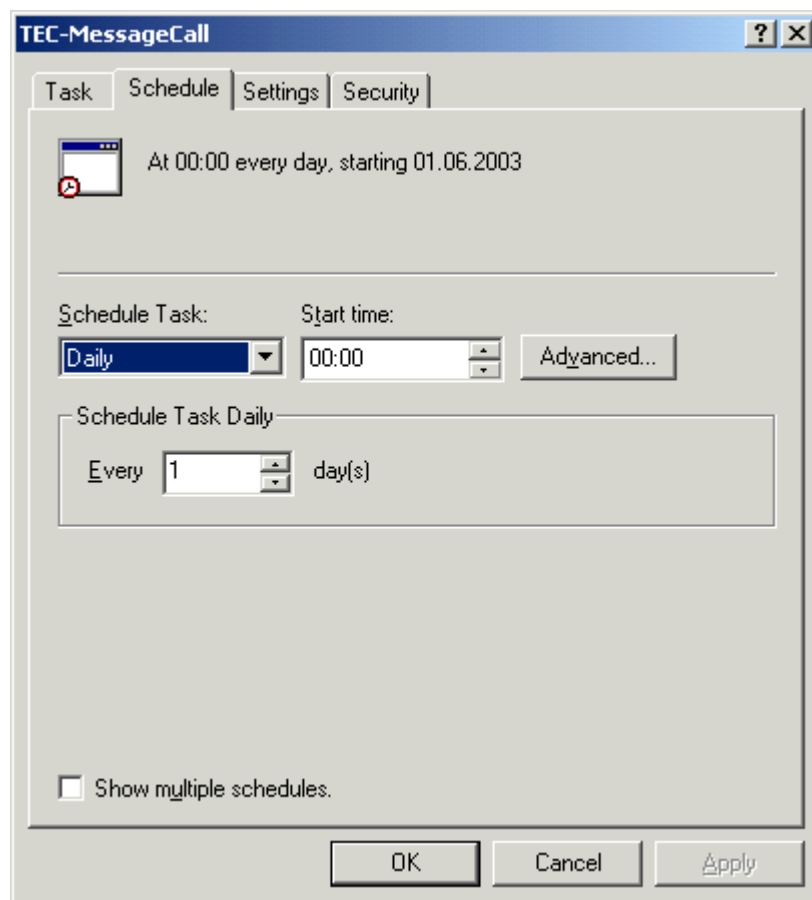 TEC-MessageCall
Task Schedule Settings Security
At 00:00 every day, starting 01.06.2003
Schedule Task: Start time:
Daily 00:00 Advanced...
Schedule Task Daily
Every 1 day(s)
Show multiple schedules.
OK Cancel Apply